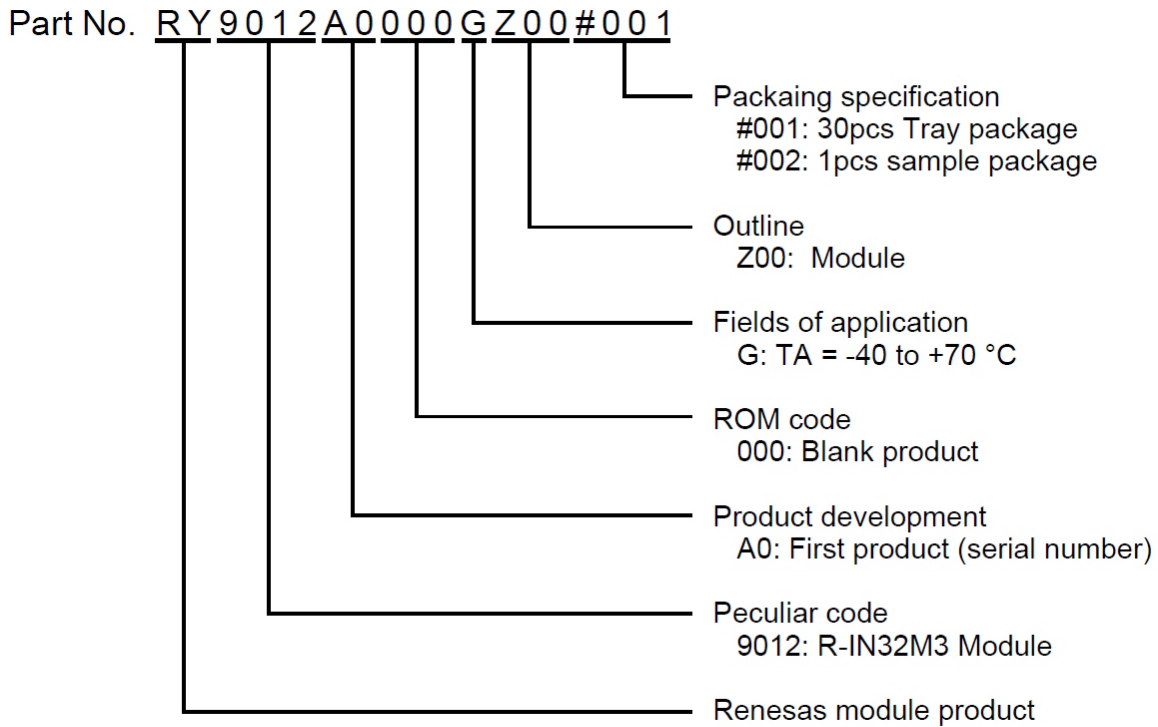 Part No. RY9012A0000GZ00#001
Packaing specification
#001: 30pcs Tray package
#002: 1pcs sample package
Outline
Z00: Module
Fields of application
G: TA = -40 to +70 °C
ROM code
000: Blank product
Product development
A0: First product (serial number)
Peculiar code
9012: R-IN32M3 Module
Renesas module product